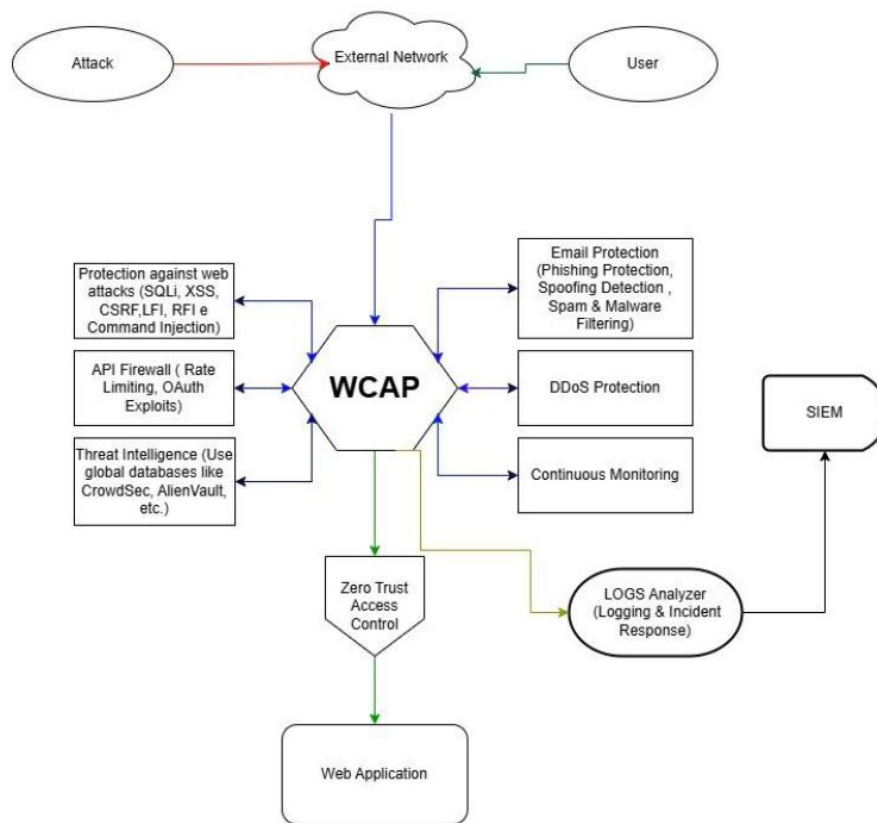 Attack
External Network
User
Protection against web
attacks (SQLi, XSS,
CSRF,LFI, RFI e
Command Injection)
API Firewall ( Rate
Limiting, OAuth
Exploits)
Threat Intelligence (Use
global databases like
CrowdSec, AlienVault,
etc.)
WCAP
Email Protection
(Phishing Protection,
Spoofing Detection ,
Spam & Malware
Filtering)
DDoS Protection
Continuous Monitoring
SIEM
Zero Trust
Access
Control
LOGS Analyzer
(Logging & Incident
Response)
Web Application